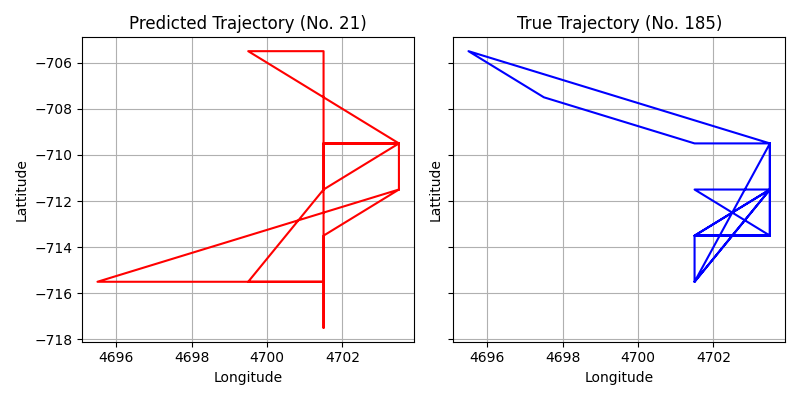 Predicted Trajectory (No. 21)
True Trajectory (No. 185)
Lattitude
−706
−708
−710
−712
−714
−716
−718
4696
4698
4700
4702
Longitude
Lattitude
4696
4698
4700
4702
Longitude